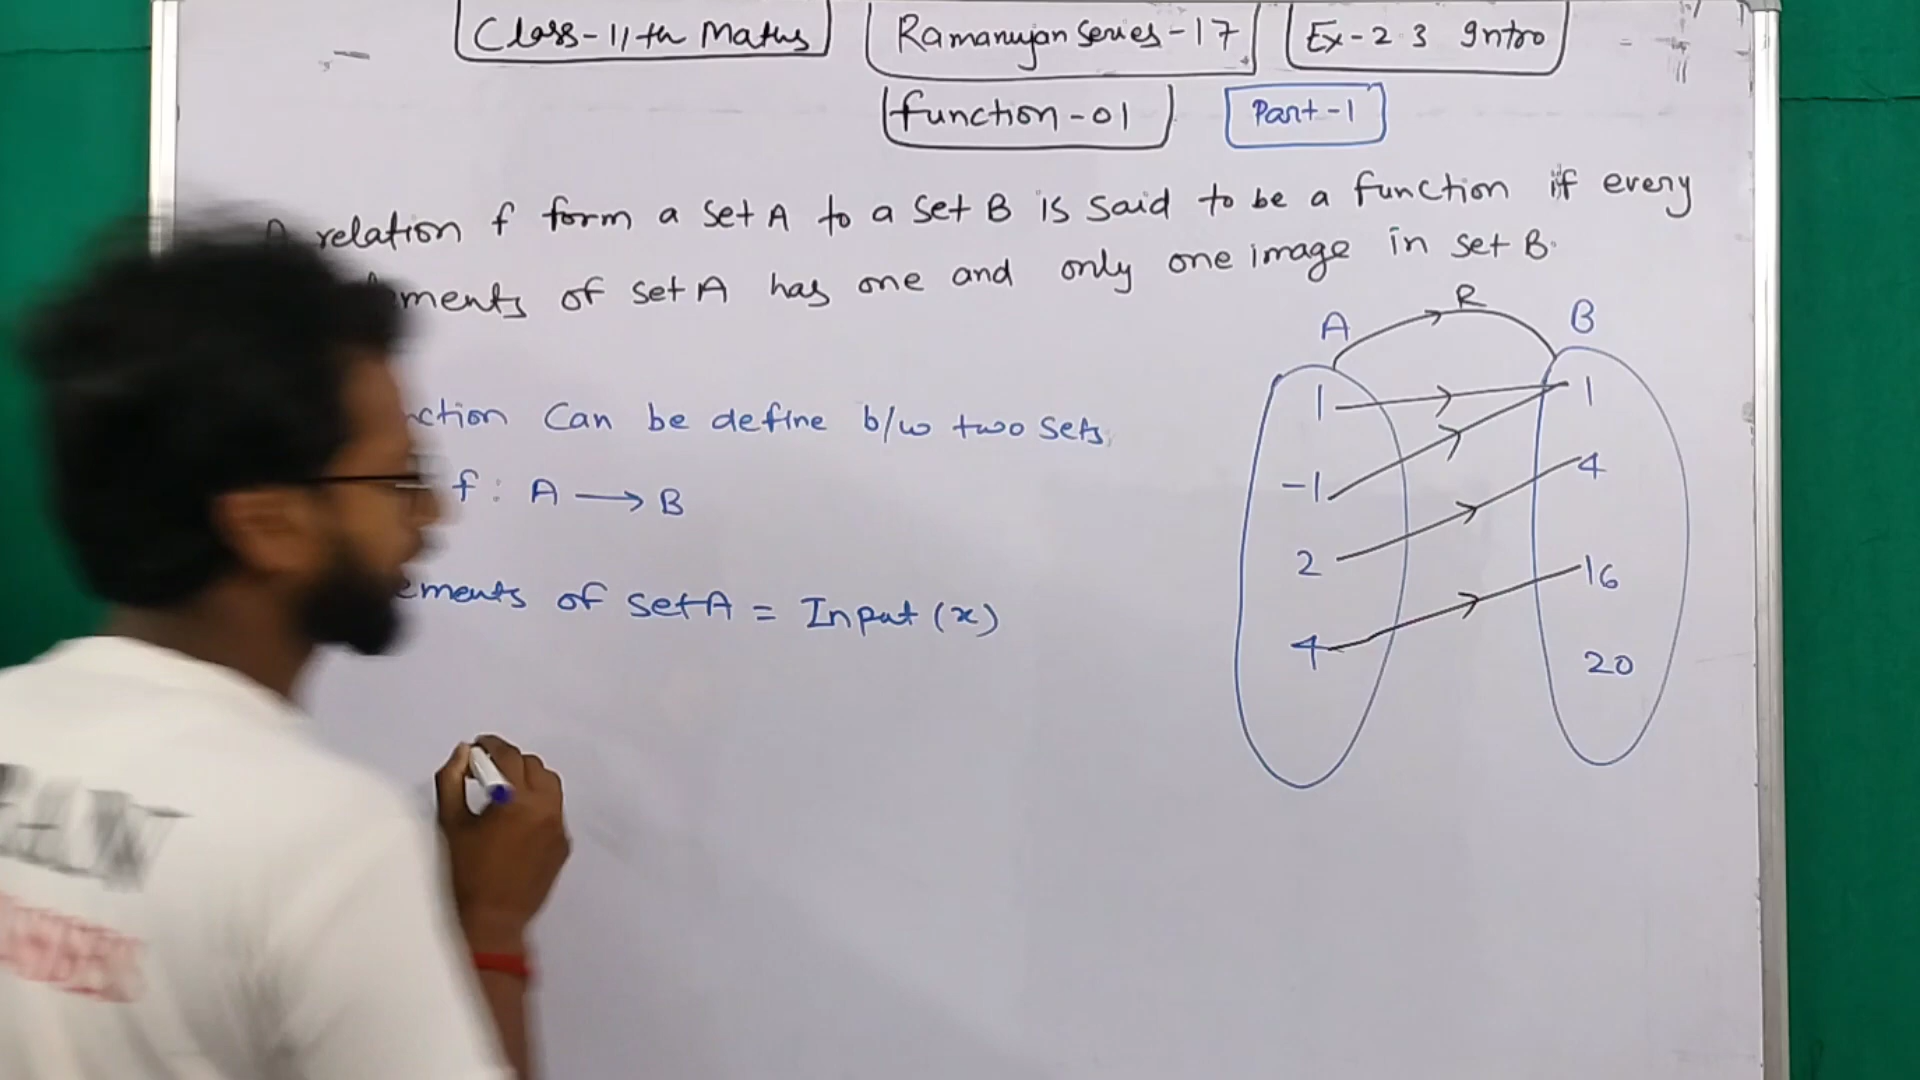 Class-11th Maths
Ramanujan Series-17
Ex-2.3 Intro
function-01
Part-1
relation f form a set A to a set B is said to be a function if every
ements of set A has one and only one image in set B.
R
A B
nction Can be define b/w two sets
f: A ⟶ B
ements of set A = Input (x)
1 1
-1 4
2 16
4 20